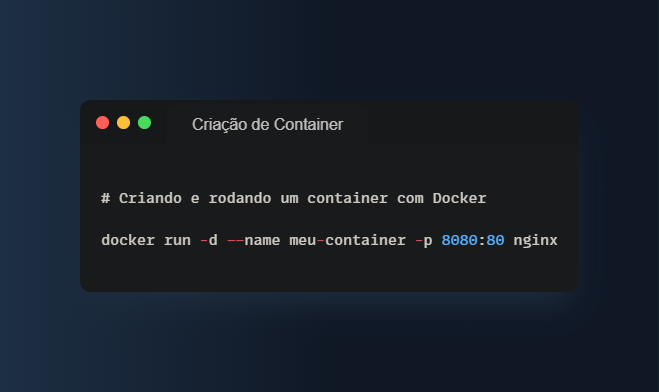 Criação de Container
# Criando e rodando um container com Docker
docker run -d --name meu-container -p 8080:80 nginx